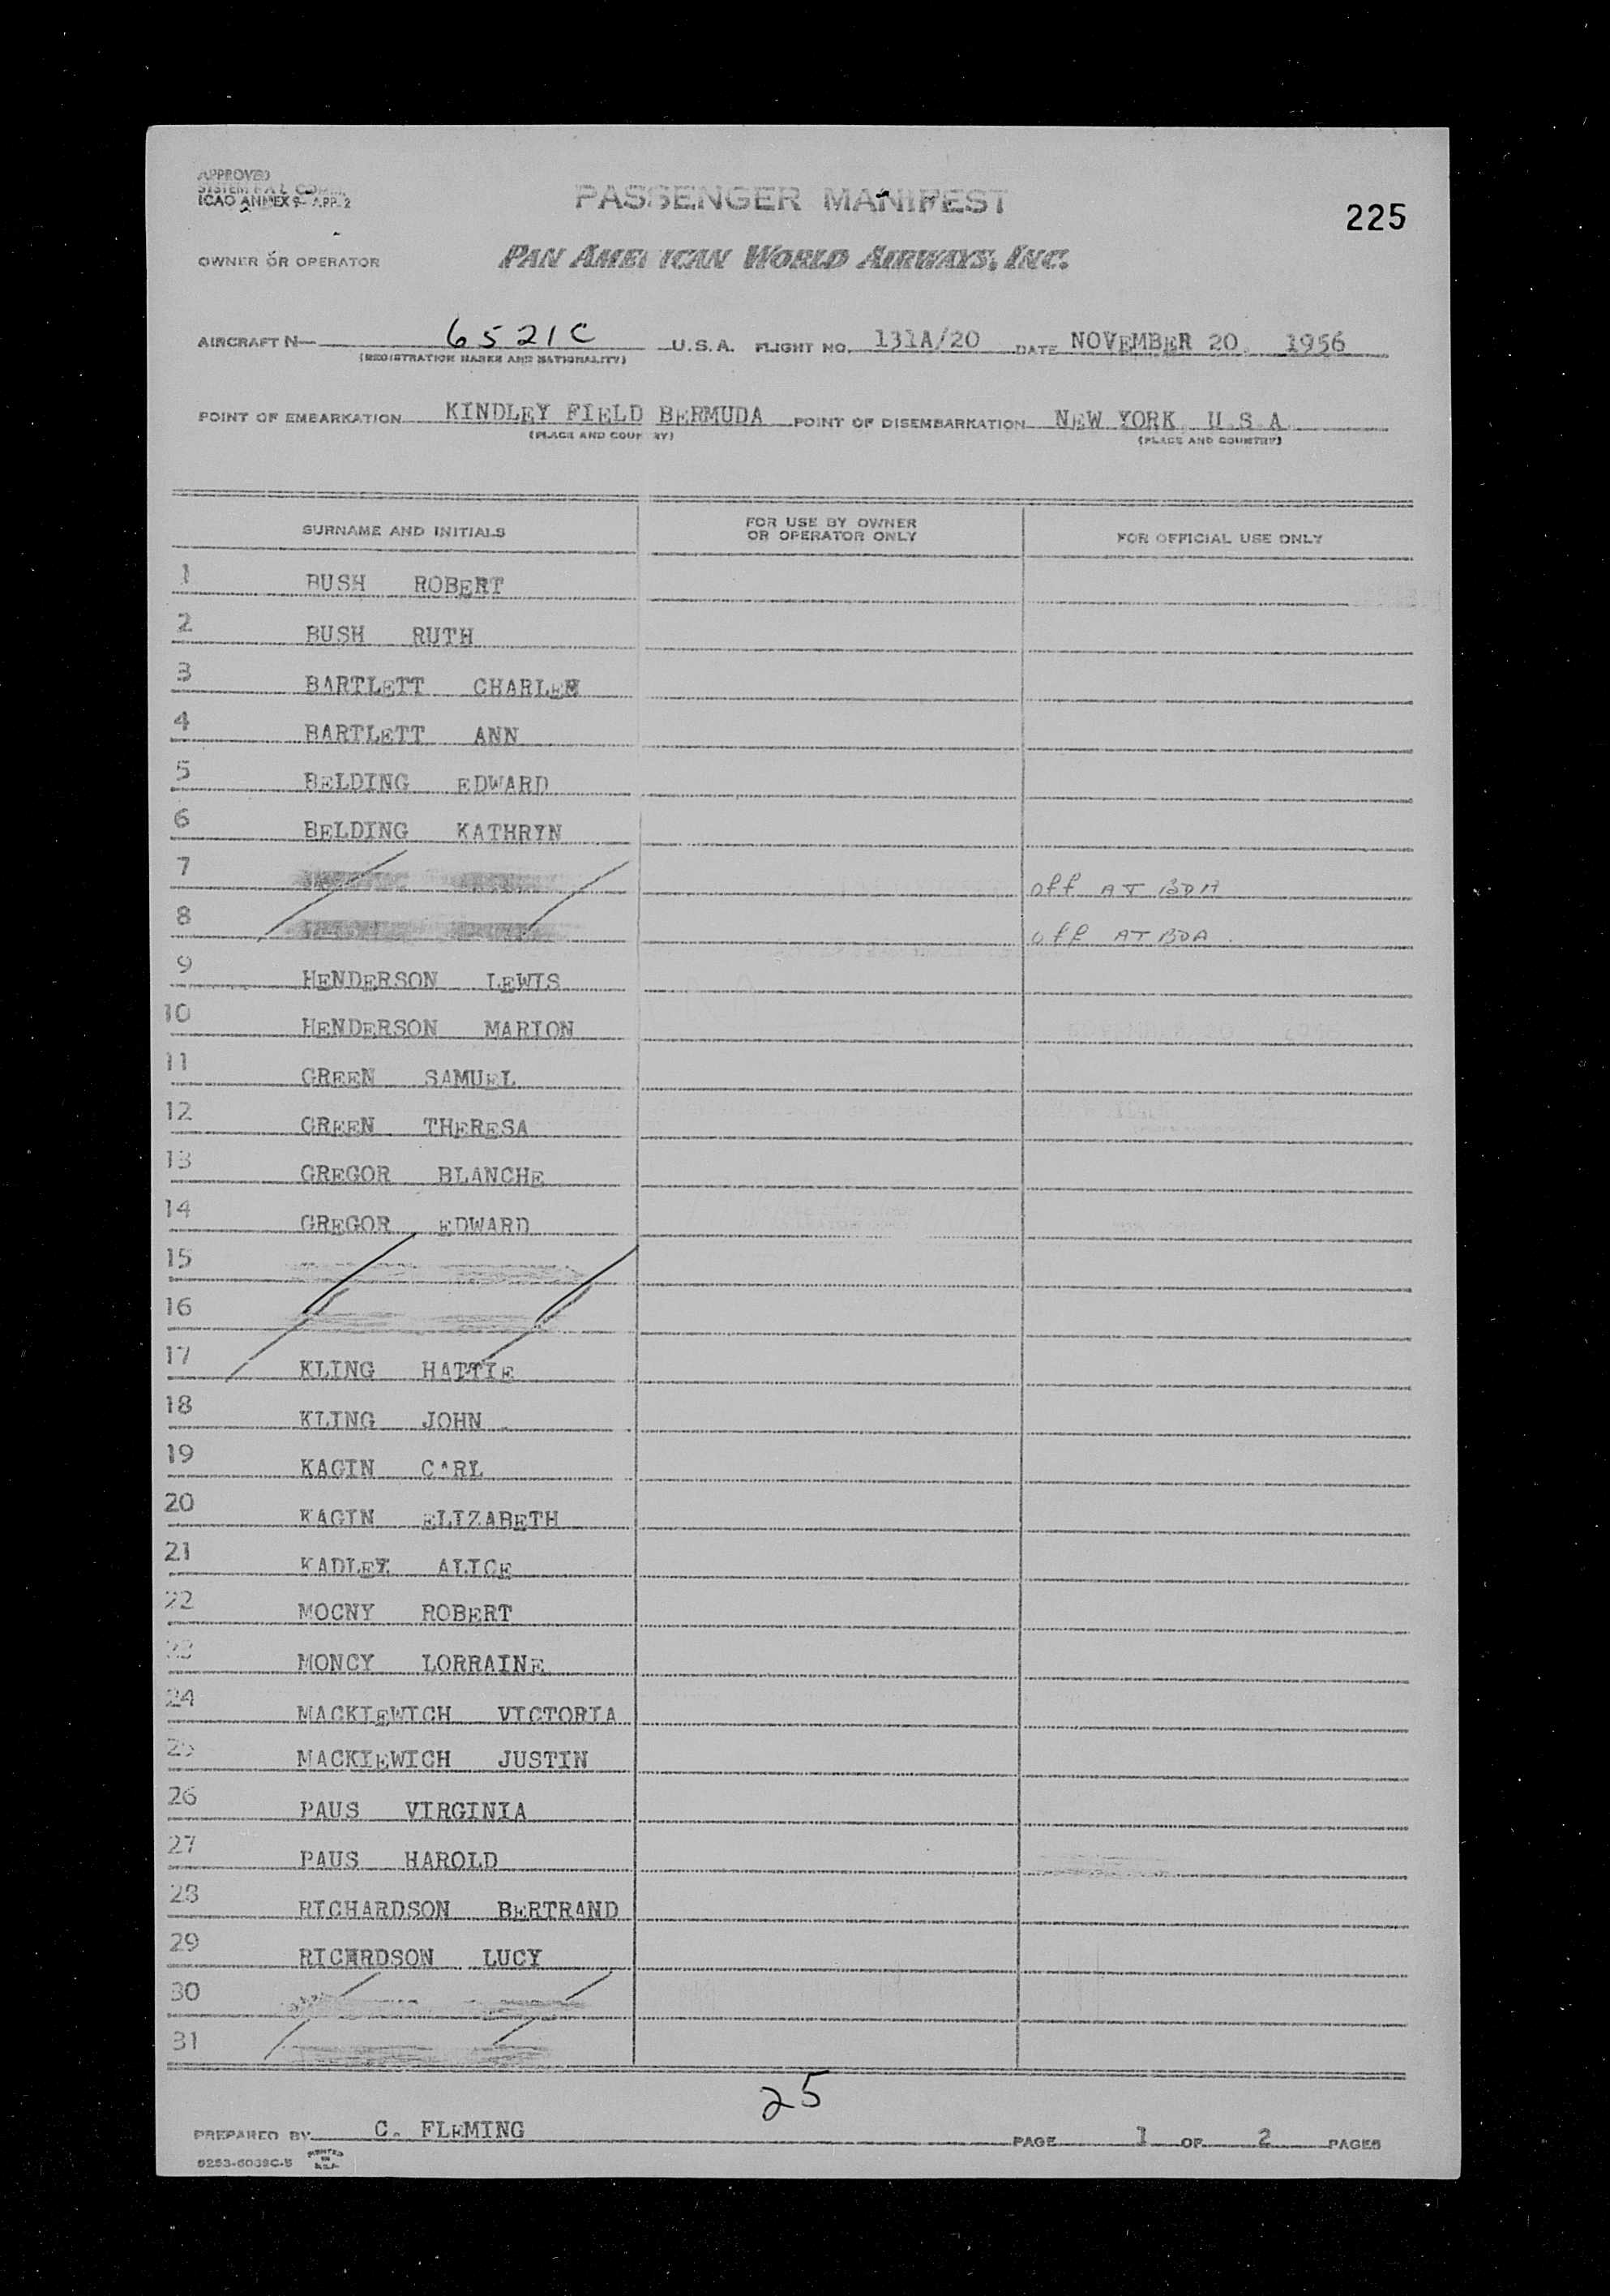 APPROVED
SYSTEM F A L COMM.
ICAO ANNEX 9- APP. 2
PASSENGER MANIFEST
225
OWNER OR OPERATOR PAN AMERICAN WORLD AIRWAYS, INC.
AIRCRAFT N- 6521C U.S.A. FLIGHT NO. 131A/20 DATE NOVEMBER 20. 1956
(REGISTRATION MARKS AND NATIONALITY)
POINT OF EMBARKATION KINDLEY FIELD BERMUDA POINT OF DISEMBARKATION NEW YORK U.S.A.
(PLACE AND COUNTRY) (PLACE AND COUNTRY)
SURNAME AND INITIALS FOR USE BY OWNER OR OPERATOR ONLY FOR OFFICIAL USE ONLY
1 BUSH ROBERT
2 BUSH RUTH
3 BARTLETT
4 BARTLETT ANN
5 BELDING EDWARD
6 BELDING KATHRYN
7 Off AT BDA
8 Off AT BDA.
9 HENDERSON LEWIS
10 HENDERSON MARION
11 GREEN SAMUEL
12 GREEN THERESA
13 GREGOR BLANCHE
14 GREGOR EDWARD
15
16
17 KLING HATTIE
18 KLING JOHN
19 KAGIN CARL
20 KAGIN ELIZABETH
21 ALICE
22 MOCNY ROBERT
23 MONCY LORRAINE
24 MACKIEWICH VICTORIA
25 MACKIEWICH JUSTIN
26 PAUS VIRGINIA
27 PAUS HAROLD
28 RICHARDSON BERTRAND
29 RICHRDSON LUCY
30
31
25
PREPARED BY C. FLEMING PAGE 1 OF 2 PAGES
PRINTED IN U.S.A.